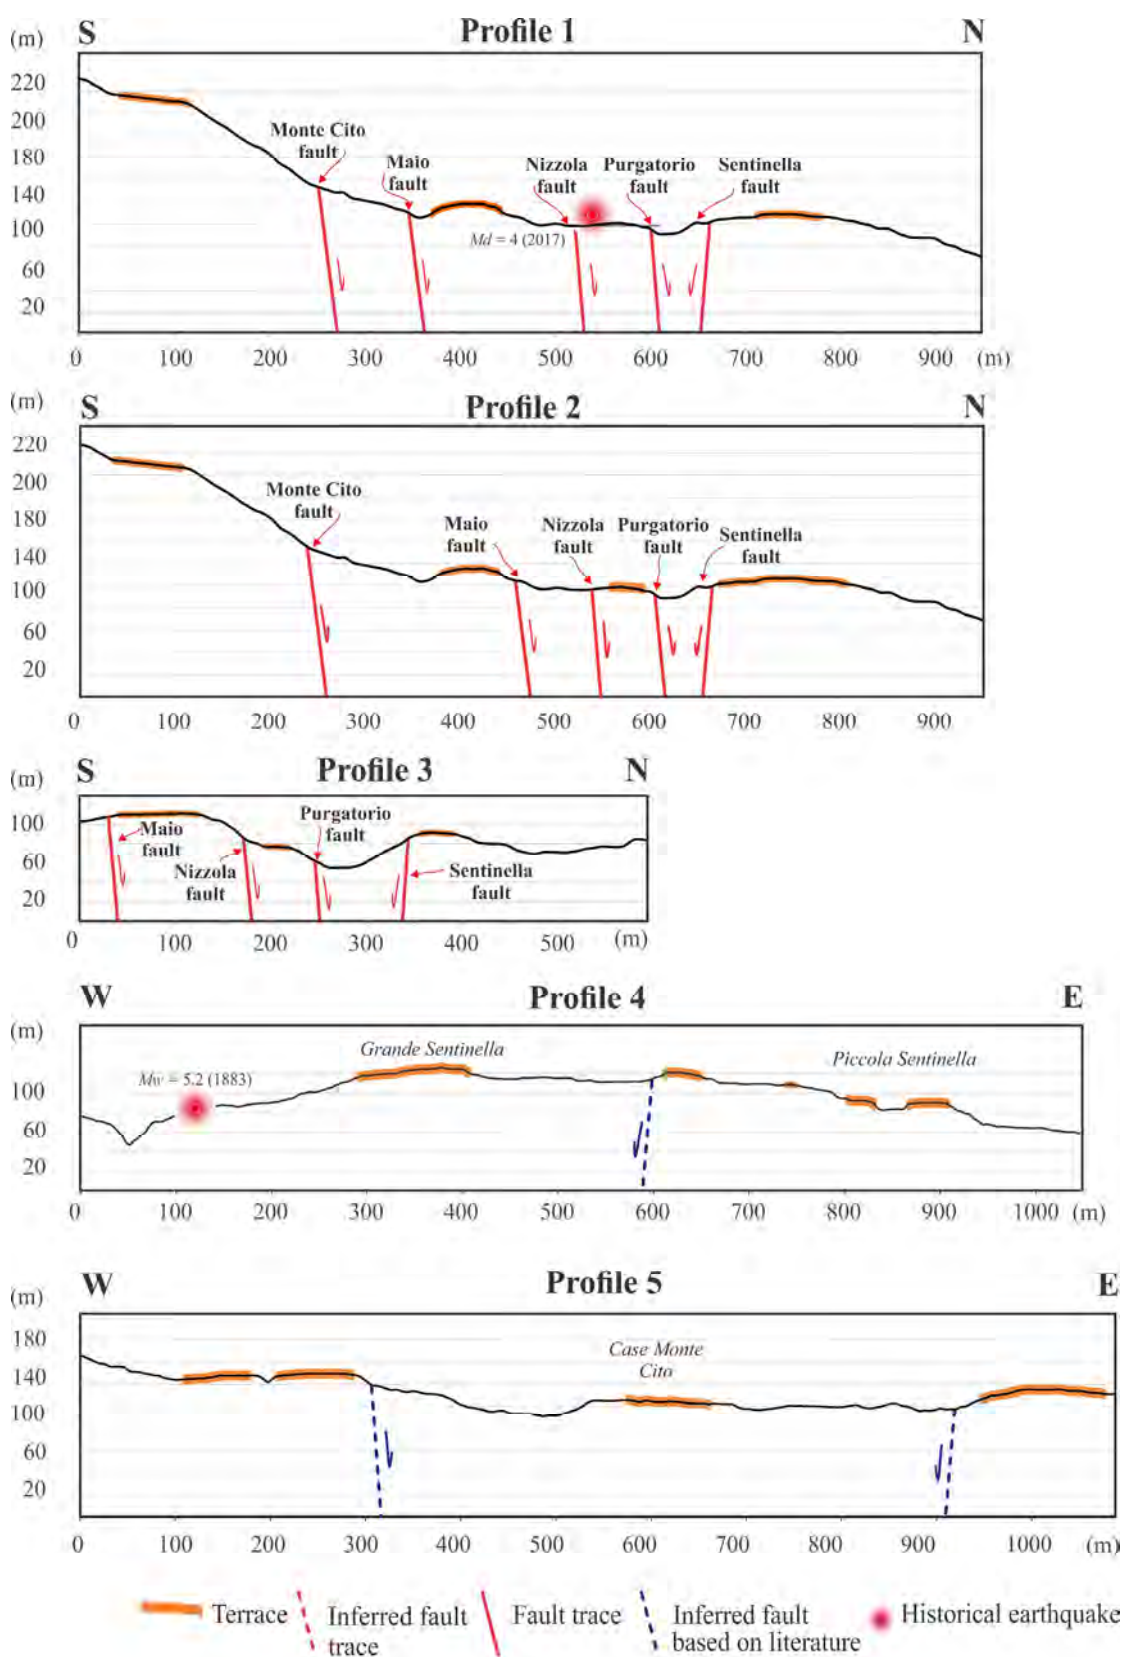 S Profile 1 N
(m)
220
200
180
140
100
60
20
Monte Cito
fault
Maio
fault
Nizzola
fault
Purgatorio
fault
Sentinella
fault
Md = 4 (2017)
0 100 200 300 400 500 600 700 800 900 (m)
(m)
S Profile 2 N
220
200
180
140
100
60
20
Monte Cito
fault
Maio
fault
Nizzola
fault
Purgatorio
fault
Sentinella
fault
0 100 200 300 400 500 600 700 800 900
S Profile 3 N
(m)
100
60
20
Maio
fault
Nizzola
fault
Purgatorio
fault
Sentinella
fault
0 100 200 300 400 500 (m)
W Profile 4 E
(m)
100
60
20
Grande Sentinella
Piccola Sentinella
Mw = 5.2 (1883)
0 100 200 300 400 500 600 700 800 900 1000 (m)
W Profile 5 E
(m)
180
140
100
60
20
Case Monte
Cito
0 100 200 300 400 500 600 700 800 900 1000 (m)
Terrace
Inferred fault
trace
Fault trace
Inferred fault
based on literature
Historical earthquake